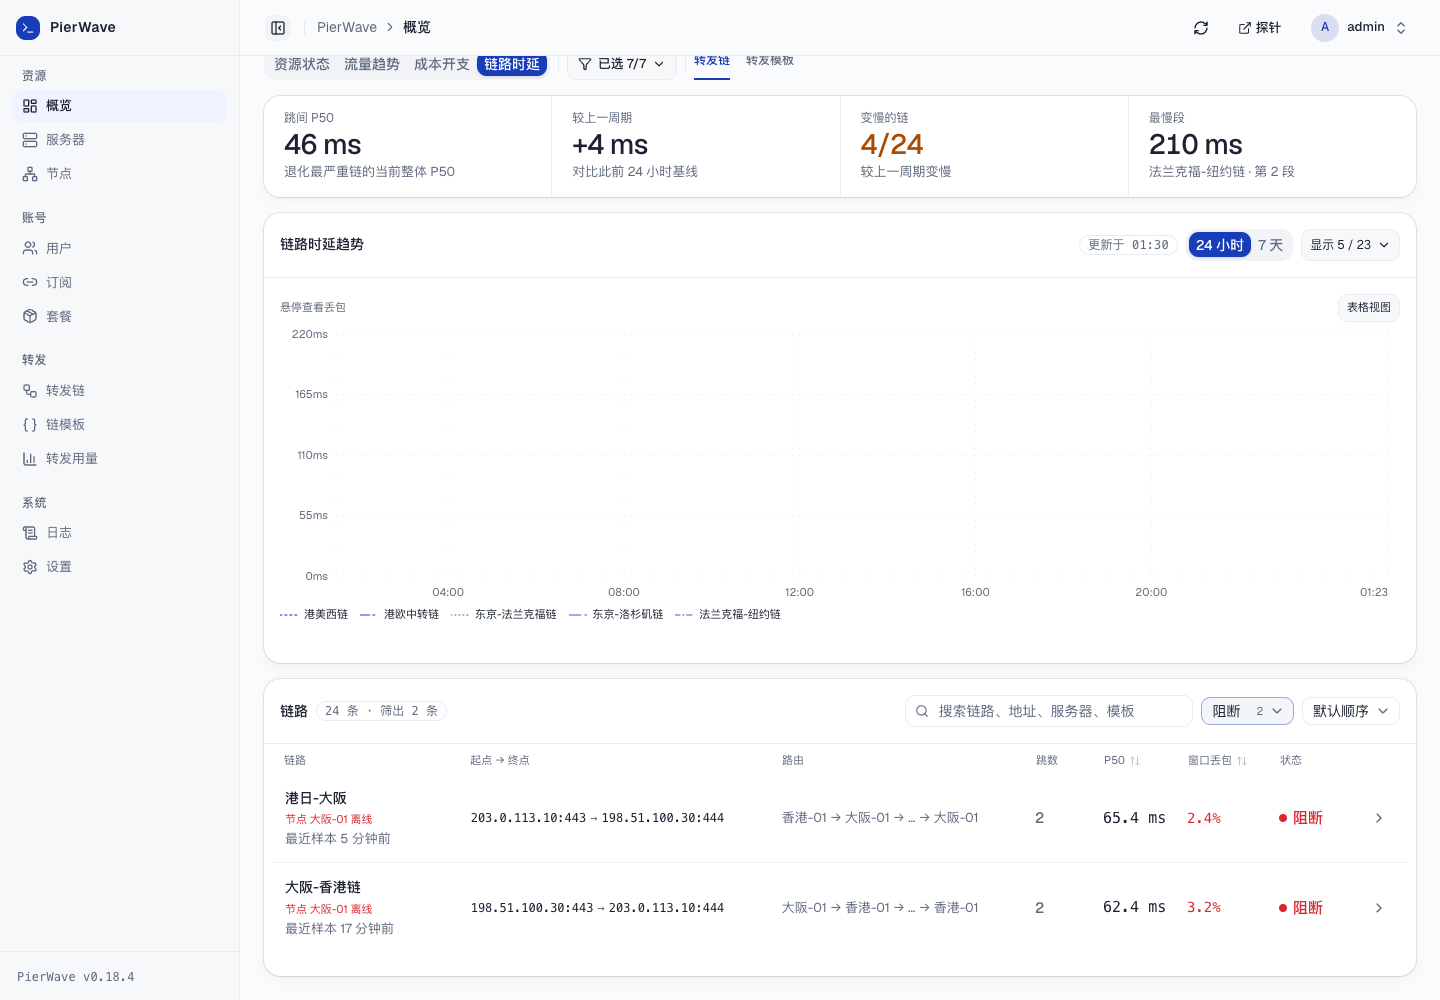 PierWave
PierWave > 概览
探针
A admin
资源
概览
服务器
节点
账号
用户
订阅
套餐
转发
转发链
链模板
转发用量
系统
日志
设置
PierWave v0.18.4
资源状态 流量趋势 成本开支 链路时延
已选 7/7
转发链 转发模板
跳间 P50
46 ms
退化最严重链的当前整体 P50
较上一周期
+4 ms
对比此前 24 小时基线
变慢的链
4/24
较上一周期变慢
最慢段
210 ms
法兰克福-纽约链 · 第 2 段
链路时延趋势
更新于 01:30
24 小时 7 天
显示 5 / 23
悬停查看丢包
表格视图
220ms
165ms
110ms
55ms
0ms
04:00 08:00 12:00 16:00 20:00 01:23
港美西链 港欧中转链 东京-法兰克福链 东京-洛杉矶链 法兰克福-纽约链
链路
24 条 · 筛出 2 条
搜索链路、地址、服务器、模板
阻断 2
默认顺序
链路 起点 → 终点 路由 跳数 P50 窗口丢包 状态
港日-大阪
节点 大阪-01 离线
最近样本 5 分钟前
203.0.113.10:443 → 198.51.100.30:444
香港-01 → 大阪-01 → … → 大阪-01
2
65.4 ms
2.4%
阻断
大阪-香港链
节点 大阪-01 离线
最近样本 17 分钟前
198.51.100.30:443 → 203.0.113.10:444
大阪-01 → 香港-01 → … → 香港-01
2
62.4 ms
3.2%
阻断